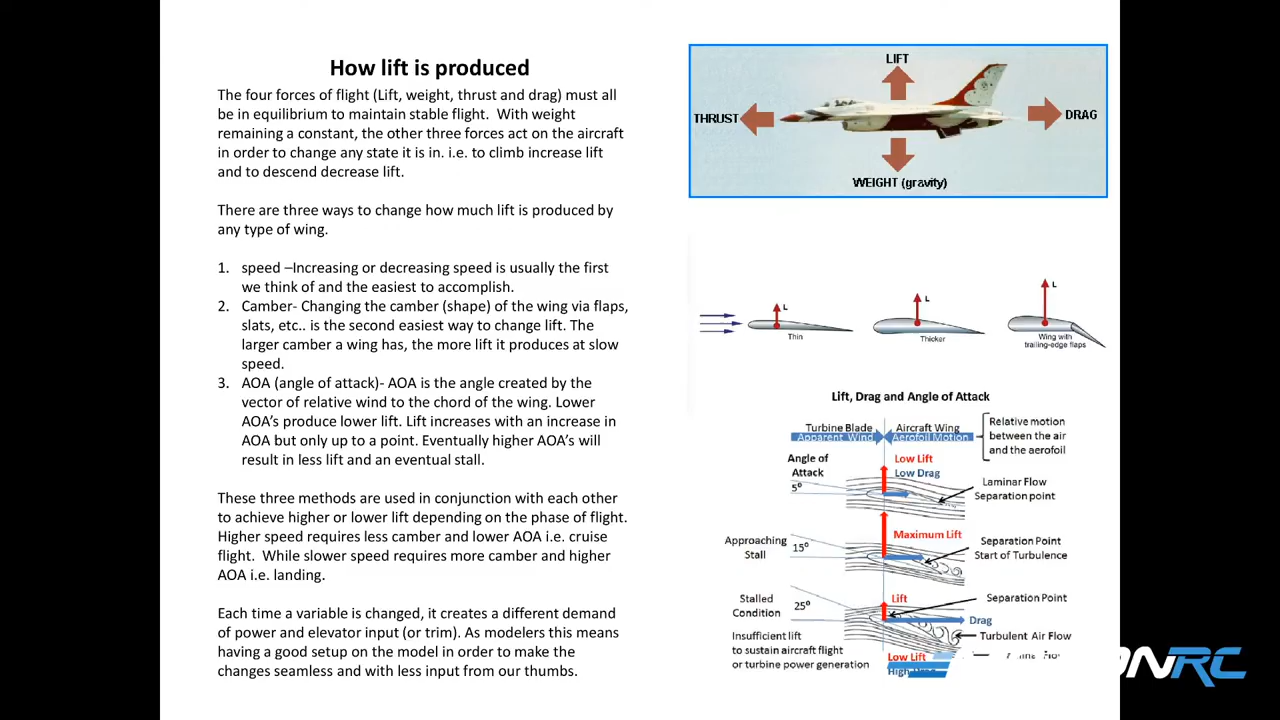 How lift is produced
The four forces of flight (Lift, weight, thrust and drag) must all
be in equilibrium to maintain stable flight.  With weight
remaining a constant, the other three forces act on the aircraft
in order to change any state it is in. i.e. to climb increase lift
and to descend decrease lift.
There are three ways to change how much lift is produced by
any type of wing.
1. speed –Increasing or decreasing speed is usually the first
we think of and the easiest to accomplish.
2. Camber- Changing the camber (shape) of the wing via flaps,
slats, etc.. is the second easiest way to change lift. The
larger camber a wing has, the more lift it produces at slow
speed.
3. AOA (angle of attack)- AOA is the angle created by the
vector of relative wind to the chord of the wing. Lower
AOA's produce lower lift. Lift increases with an increase in
AOA but only up to a point. Eventually higher AOA's will
result in less lift and an eventual stall.
These three methods are used in conjunction with each other
to achieve higher or lower lift depending on the phase of flight.
Higher speed requires less camber and lower AOA i.e. cruise
flight.  While slower speed requires more camber and higher
AOA i.e. landing.
Each time a variable is changed, it creates a different demand
of power and elevator input (or trim). As modelers this means
having a good setup on the model in order to make the
changes seamless and with less input from our thumbs.
LIFT
THRUST
DRAG
WEIGHT (gravity)
L
Thin
L
Thicker
L
Wing with
trailing-edge flaps
Lift, Drag and Angle of Attack
Turbine Blade
Apparent Wind
Aircraft Wing
Aerofoil Motion
Relative motion
between the air
and the aerofoil
Angle of
Attack
5°
Low Lift
Low Drag
Laminar Flow
Separation point
Approaching
Stall
15°
Maximum Lift
Separation Point
Start of Turbulence
Stalled
Condition
25°
Lift
Separation Point
Drag
Turbulent Air Flow
Insufficient lift
to sustain aircraft flight
or turbine power generation
Low Lift
High Drag
RC